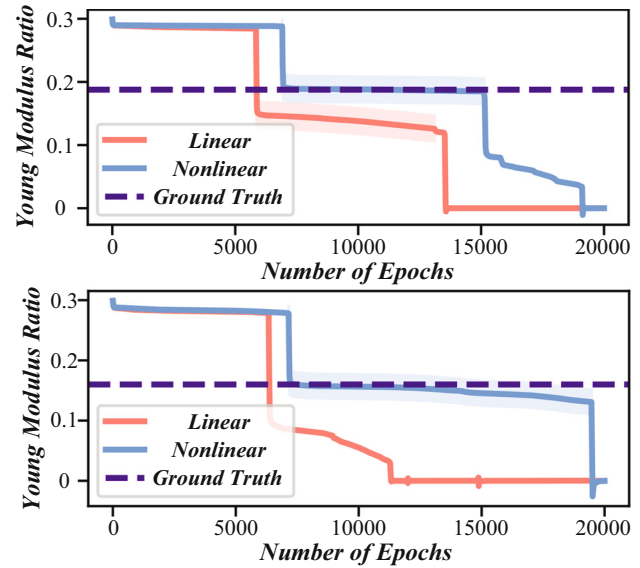 Young Modulus Ratio
0.3
0.2
0.1
0
Linear
Nonlinear
Ground Truth
0 5000 10000 15000 20000
Number of Epochs
Young Modulus Ratio
0.3
0.2
0.1
0
Linear
Nonlinear
Ground Truth
0 5000 10000 15000 20000
Number of Epochs